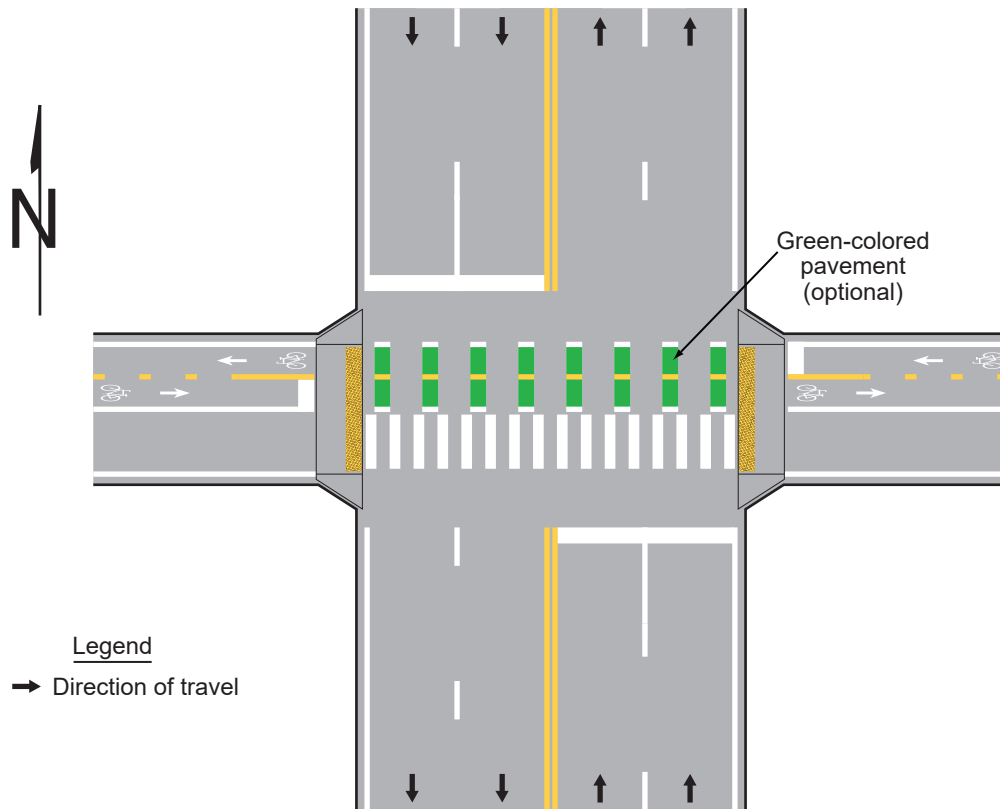 N
Green-colored
pavement
(optional)
Legend
Direction of travel